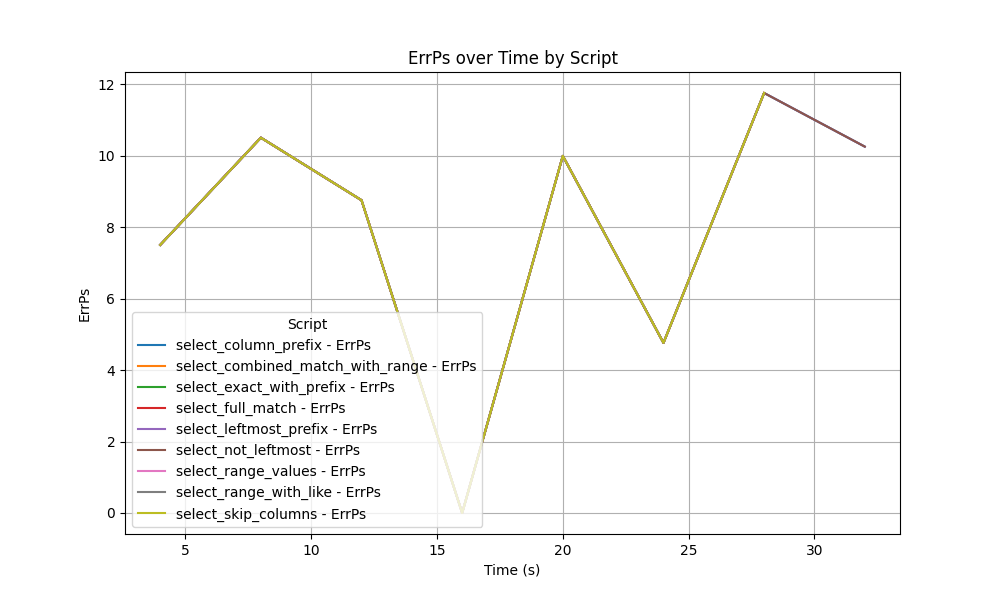 ErrPs over Time by Script
12
10
8
6
4
2
0
ErrPs
Script
select_column_prefix - ErrPs
select_combined_match_with_range - ErrPs
select_exact_with_prefix - ErrPs
select_full_match - ErrPs
select_leftmost_prefix - ErrPs
select_not_leftmost - ErrPs
select_range_values - ErrPs
select_range_with_like - ErrPs
select_skip_columns - ErrPs
5 10 15 20 25 30
Time (s)